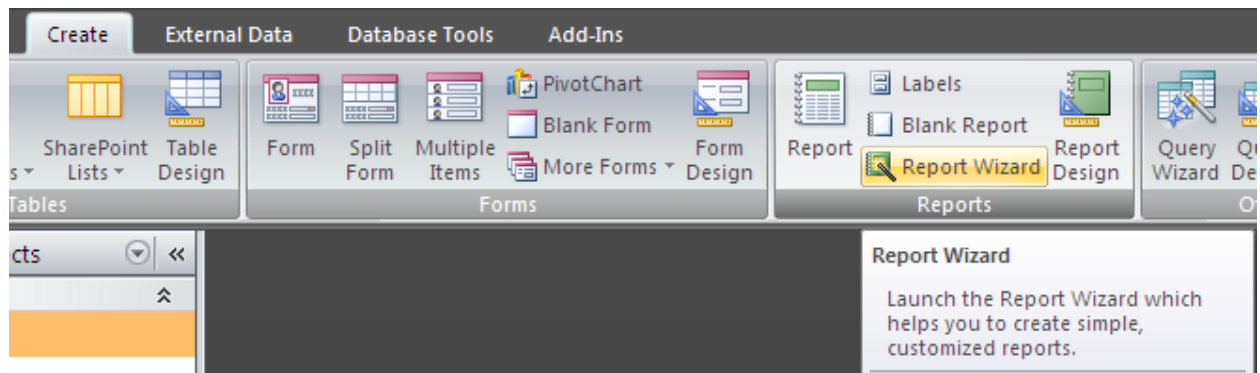 Create External Data Database Tools Add-Ins
PivotChart Labels
Blank Form Blank Report
SharePoint Table Form Split Multiple Form Report Report Query
s Lists Design Form Items More Forms Design Report Wizard Design Wizard
Tables Forms Reports
cts
Report Wizard
Launch the Report Wizard which
helps you to create simple,
customized reports.